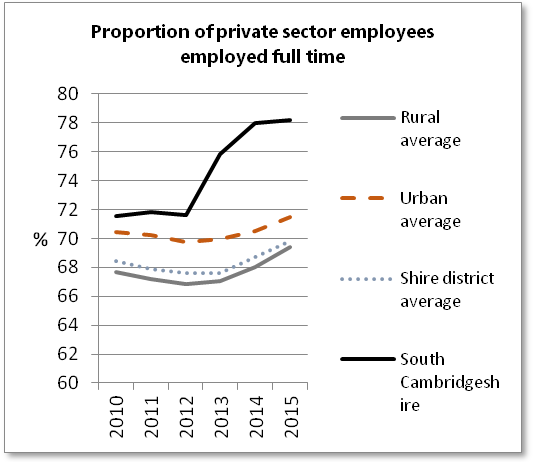 Proportion of private sector employees
employed full time
80
78
76
74
72
70
68
66
64
62
60
%
2010
2011
2012
2013
2014
2015
Rural
average
Urban
average
Shire district
average
South
Cambridgesh
ire